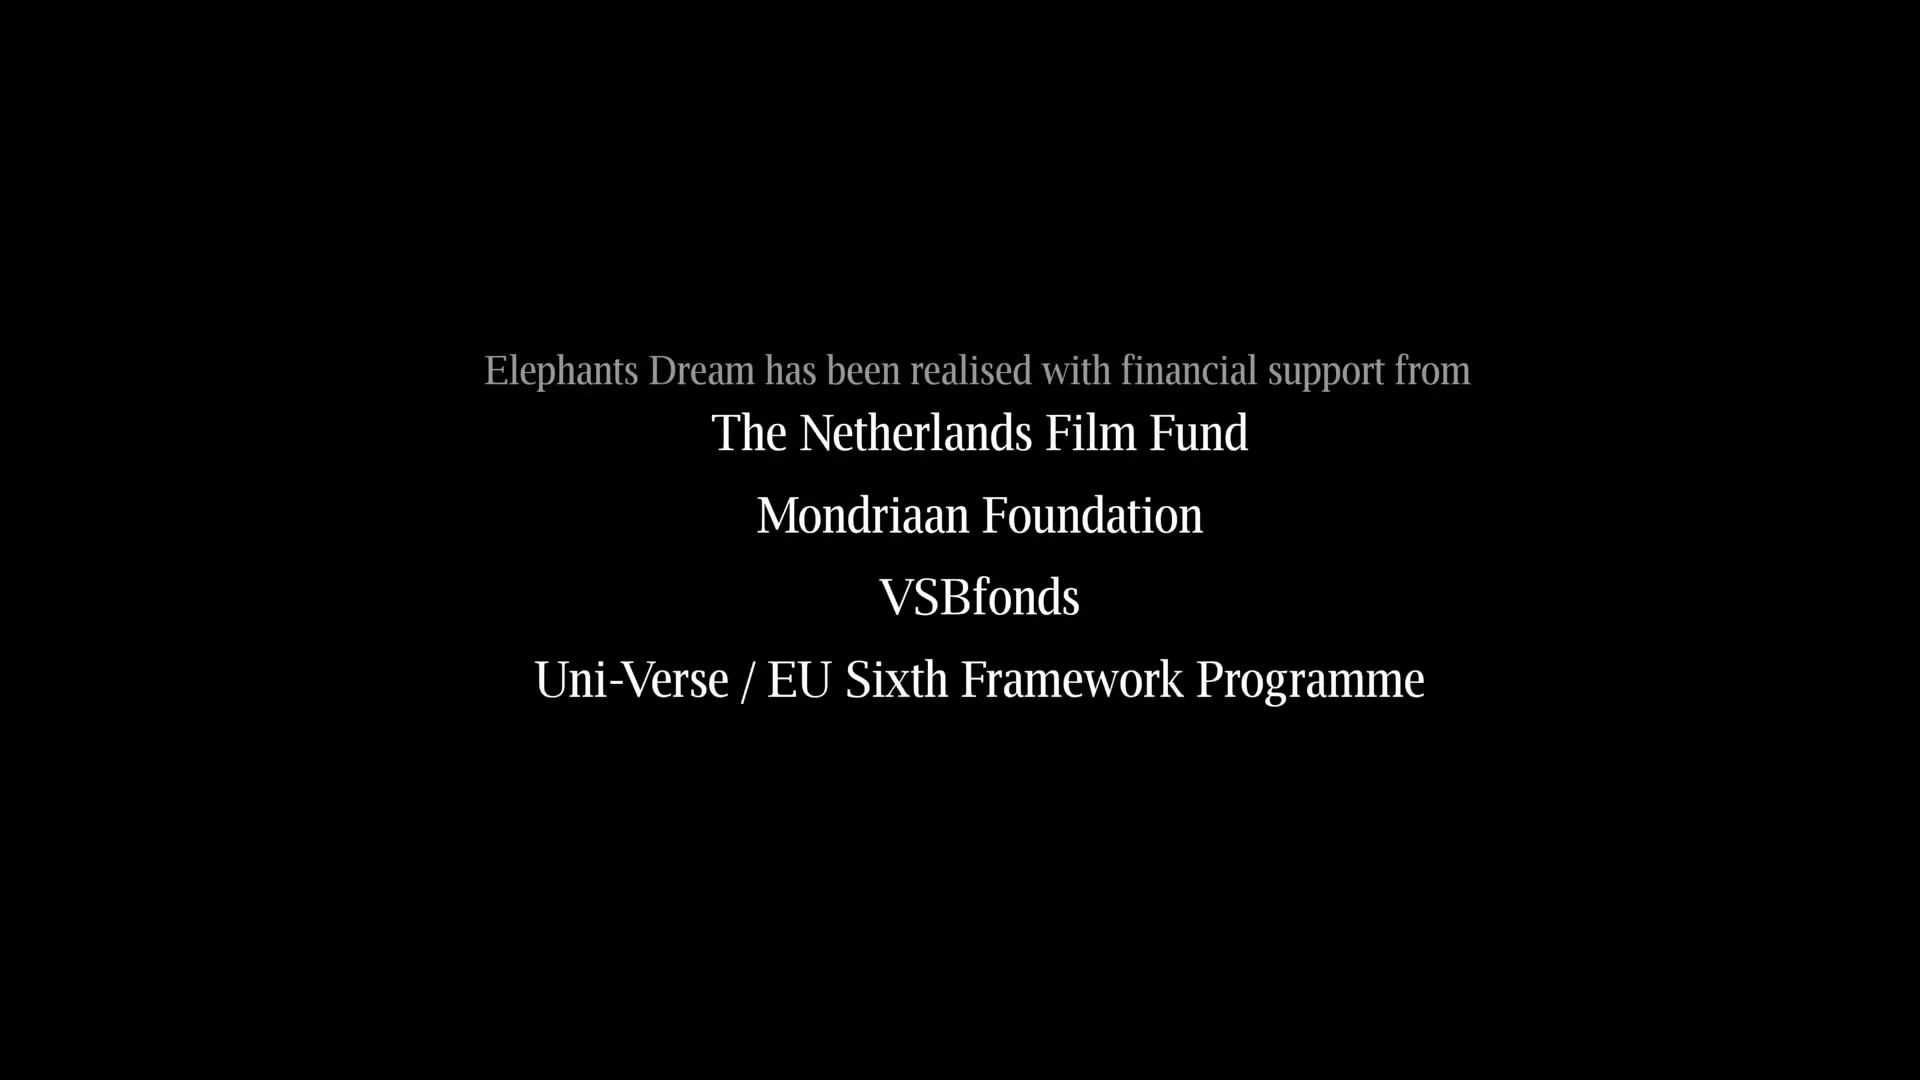 Elephants Dream has been realised with financial support from
The Netherlands Film Fund
Mondriaan Foundation
VSBfonds
Uni-Verse / EU Sixth Framework Programme